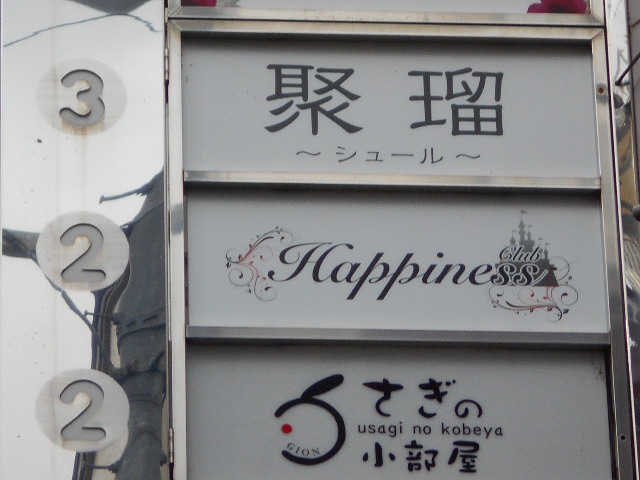 3
聚瑠
～シュール～
2
Happiness
Club
2
うさぎの
usagi no kobeya
小部屋
GION